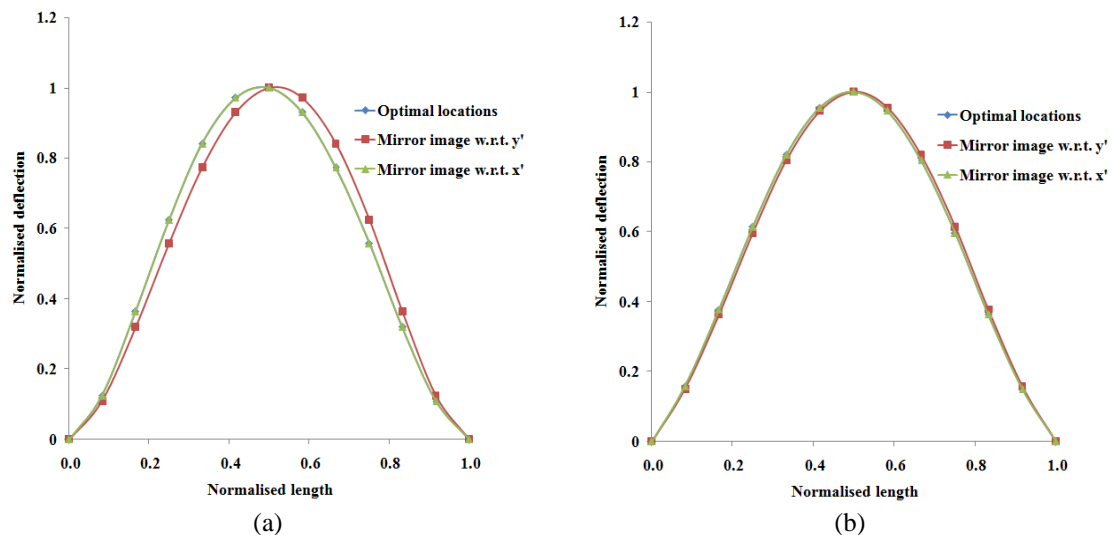 1.2
1
0.8
0.6
0.4
0.2
0
Normalised deflection
0.0 0.2 0.4 0.6 0.8 1.0
Normalised length
Optimal locations
Mirror image w.r.t. y'
Mirror image w.r.t. x'
(a)
1.2
1
0.8
0.6
0.4
0.2
0
Normalised deflection
0.0 0.2 0.4 0.6 0.8 1.0
Normalised length
Optimal locations
Mirror image w.r.t. y'
Mirror image w.r.t. x'
(b)